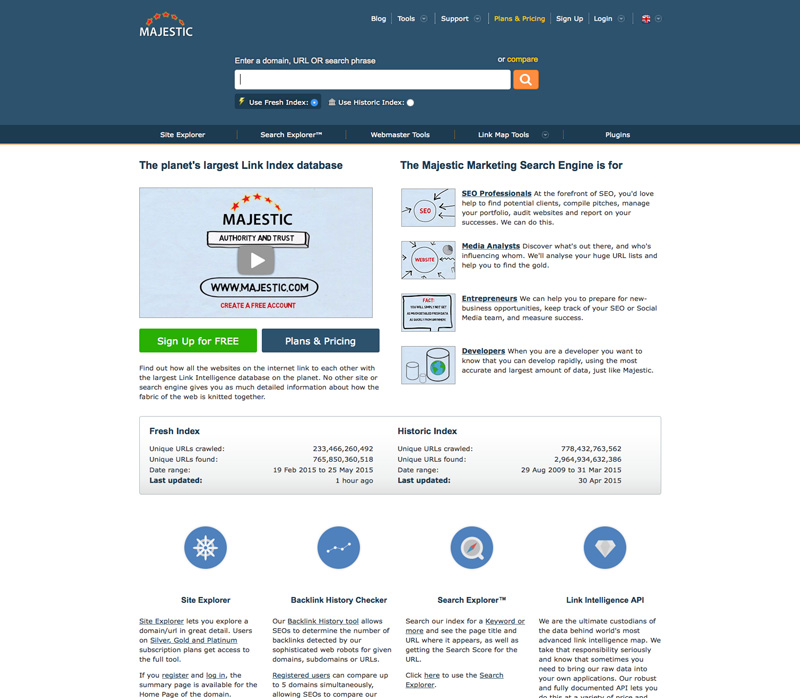 MAJESTIC
Blog
Tools
Support
Plans & Pricing
Sign Up
Login
Enter a domain, URL OR search phrase
or compare
Use Fresh Index:
Use Historic Index:
Site Explorer
Search Explorer™
Webmaster Tools
Link Map Tools
Plugins
The planet's largest Link Index database
MAJESTIC
AUTHORITY AND TRUST
WWW.MAJESTIC.COM
CREATE A FREE ACCOUNT
Sign Up for FREE
Plans & Pricing
Find out how all the websites on the internet link to each other with
the largest Link Intelligence database on the planet. No other site or
search engine gives you as much detailed information about how the
fabric of the web is knitted together.
The Majestic Marketing Search Engine is for
SEO
SEO Professionals At the forefront of SEO, you'd love
help to find potential clients, compile pitches, manage
your portfolio, audit websites and report on your
successes. We can do this.
WEBSITE
Media Analysts Discover what's out there, and who's
influencing whom. We'll analyse your huge URL lists and
help you to find the gold.
FACT:
Entrepreneurs We can help you to prepare for new-
business opportunities, keep track of your SEO or Social
Media team, and measure success.
Developers When you are a developer you want to
know that you can develop rapidly, using the most
accurate and largest amount of data, just like Majestic.
Fresh Index
Unique URLs crawled: 233,466,260,492
Unique URLs found: 765,850,360,518
Date range: 19 Feb 2015 to 25 May 2015
Last updated: 1 hour ago
Historic Index
Unique URLs crawled: 778,432,763,562
Unique URLs found: 2,964,934,632,386
Date range: 29 Aug 2009 to 31 Mar 2015
Last updated: 30 Apr 2015
Site Explorer
Site Explorer lets you explore a
domain/url in great detail. Users
on Silver, Gold and Platinum
subscription plans get access to
the full tool.
If you register and log in, the
summary page is available for the
Home Page of the domain.
Backlink History Checker
Our Backlink History tool allows
SEOs to determine the number of
backlinks detected by our
sophisticated web robots for given
domains, subdomains or URLs.
Registered users can compare up
to 5 domains simultaneously,
allowing SEOs to compare our
Search Explorer™
Search our index for a Keyword or
more and see the page title and
URL where it appears, as well as
getting the Search Score for the
URL.
Click here to use the Search
Explorer.
Link Intelligence API
We are the ultimate custodians of
the data behind world's most
advanced link intelligence map. We
take that responsibility seriously
and know that sometimes you
need to bring our raw data into
your own applications. Our robust
and fully documented API lets you
do this at a variety of price and